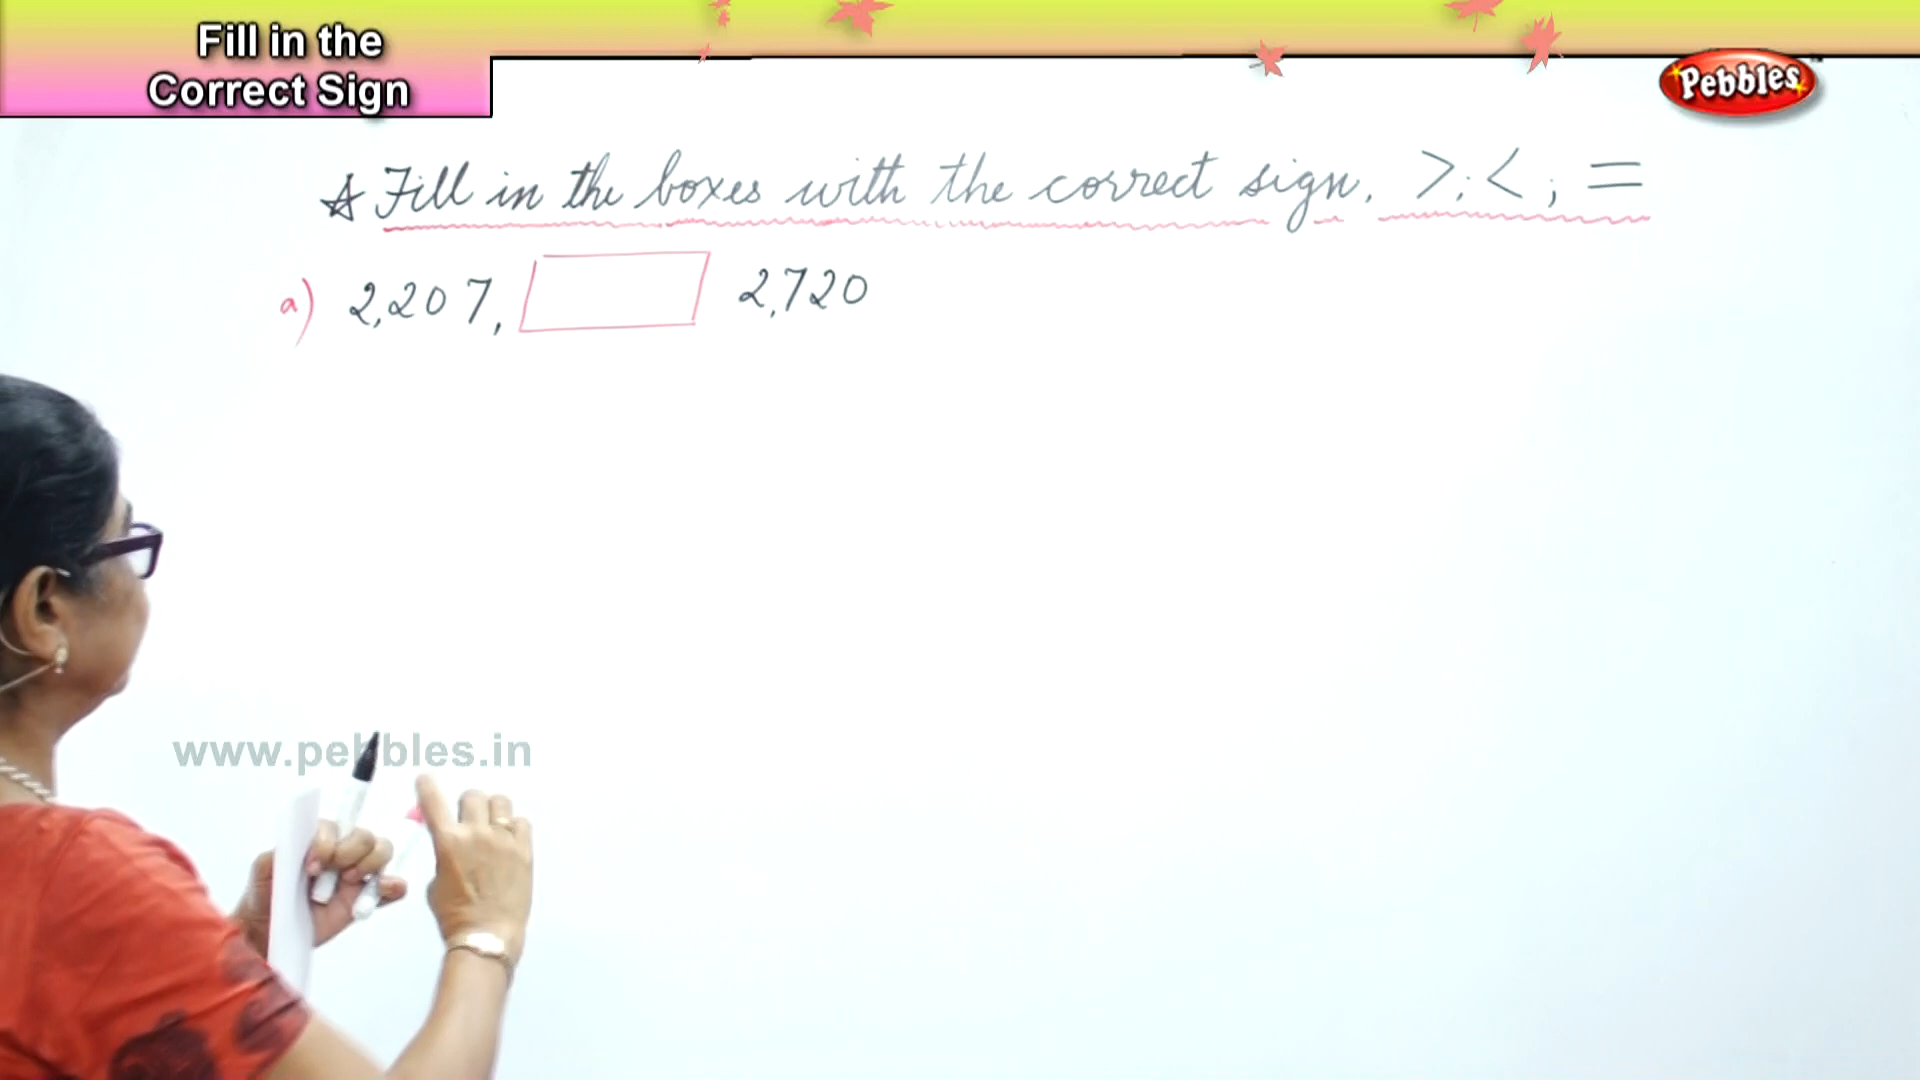 Fill in the
Correct Sign
Pebbles
☆ Fill in the boxes with the correct sign. >; < ; =
a) 2,207, 2,720
www.pebbles.in